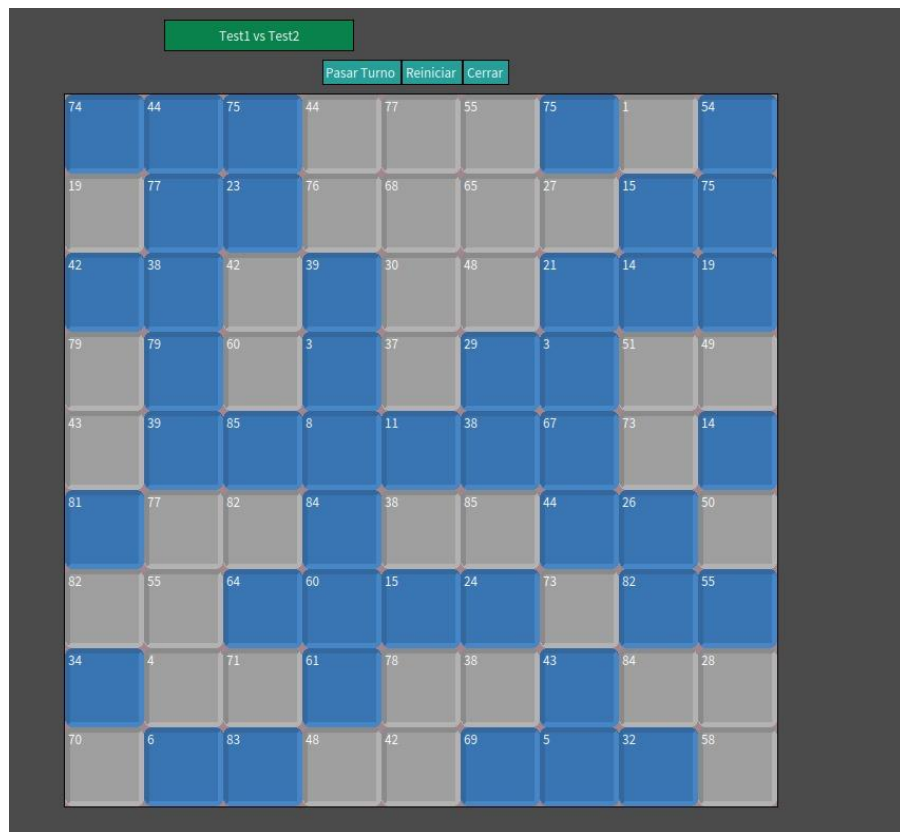 Test1 vs Test2
Pasar Turno Reiniciar Cerrar
74 44 75 44 77 55 75 1 54
19 77 23 76 68 65 27 15 75
42 38 42 39 30 48 21 14 19
79 79 60 3 37 29 3 51 49
43 39 85 8 11 38 67 73 14
81 77 82 84 38 85 44 26 50
82 55 64 60 15 24 73 82 55
34 4 71 61 78 38 43 84 28
70 6 83 48 42 69 5 32 58